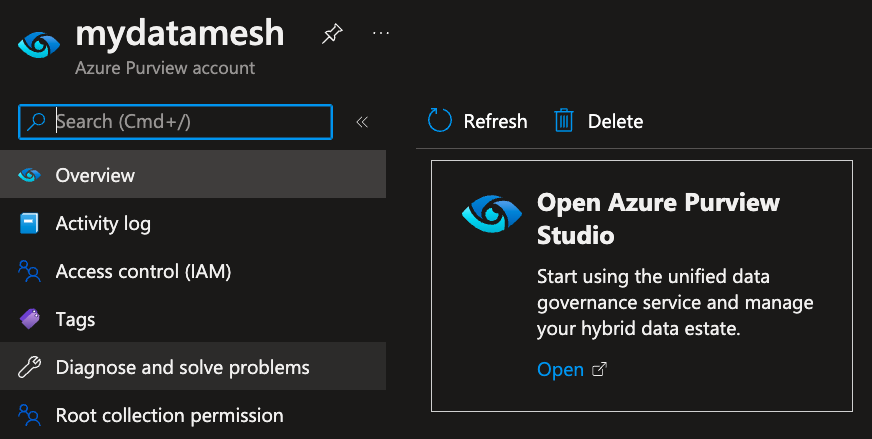 mydatamesh
...
Azure Purview account
Search (Cmd+/)
«
Refresh
Delete
Overview
Activity log
Access control (IAM)
Tags
Diagnose and solve problems
Root collection permission
Open Azure Purview
Studio
Start using the unified data
governance service and manage
your hybrid data estate.
Open